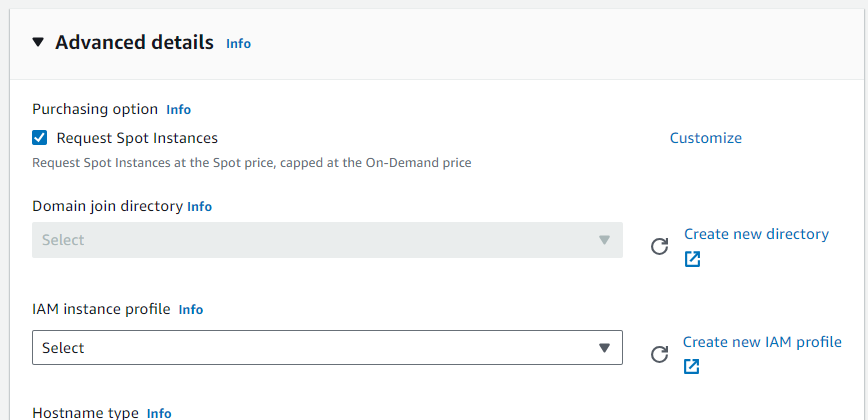 Advanced details Info
Purchasing option Info
Request Spot Instances Customize
Request Spot Instances at the Spot price, capped at the On-Demand price
Domain join directory Info
Select
Create new directory
IAM instance profile Info
Select
Create new IAM profile
Hostname type Info